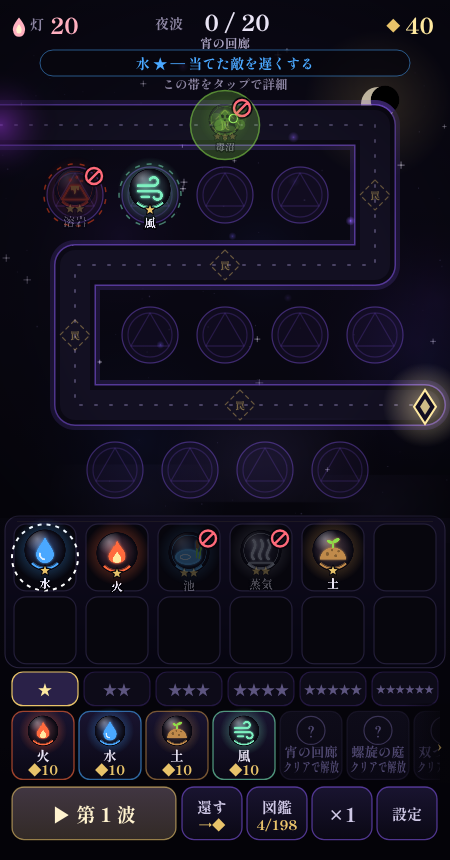 灯 20 夜波 0 / 20 ◆ 40
宵の回廊
水 ★ — 当てた敵を遅くする
この帯をタップで詳細
毒沼
溶岩
風
罠
罠
罠
罠
水 火 池 蒸気 土
★ ★★ ★★★ ★★★★ ★★★★★ ★★★★★★
火 水 土 風 ? ?
◆10 ◆10 ◆10 ◆10
宵の回廊 クリアで解放
螺旋の庭 クリアで解放
▶ 第 1 波
還す →◆
図鑑 4/198
×1
設定